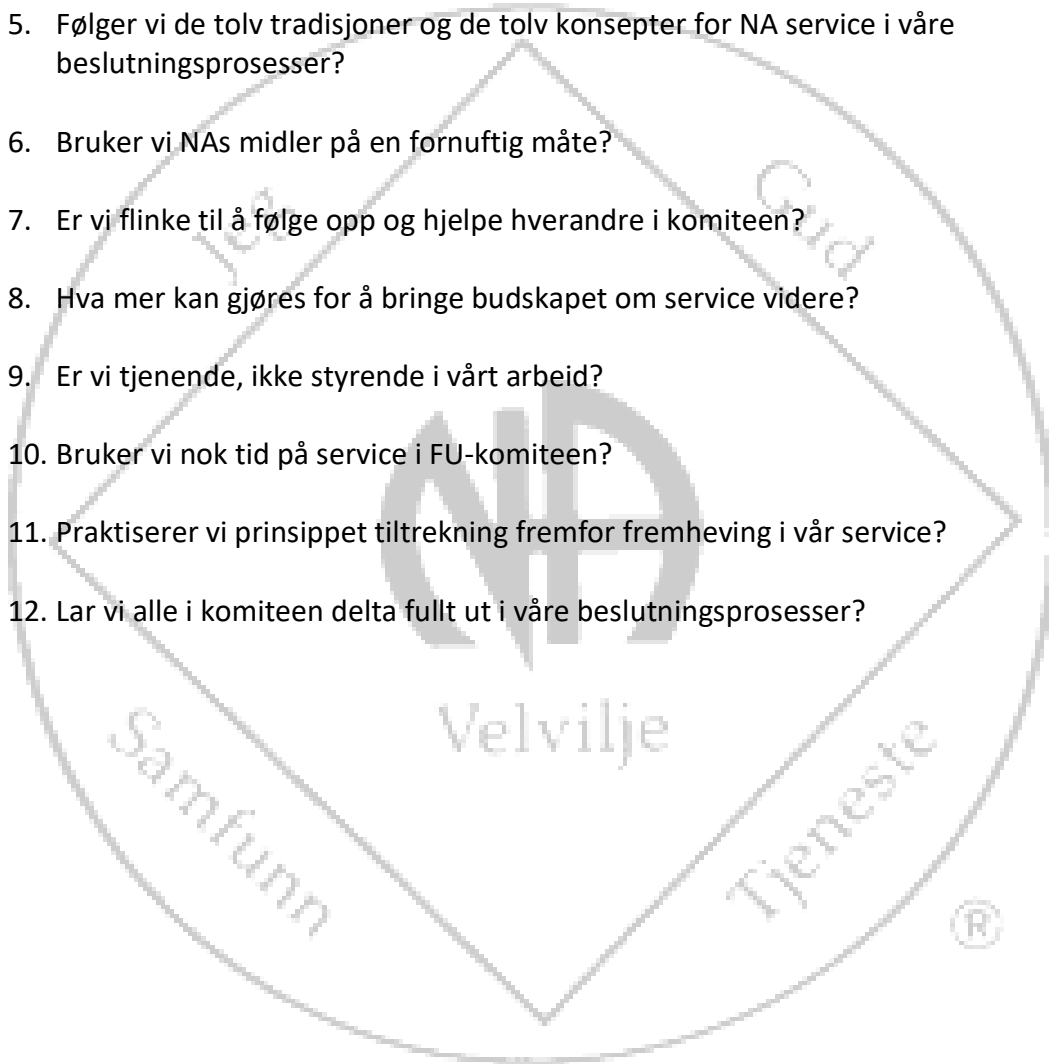 5. Følger vi de tolv tradisjoner og de tolv konsepter for NA service i våre
beslutningsprosesser?
6. Bruker vi NAs midler på en fornuftig måte?
7. Er vi flinke til å følge opp og hjelpe hverandre i komiteen?
8. Hva mer kan gjøres for å bringe budskapet om service videre?
9. Er vi tjenende, ikke styrende i vårt arbeid?
10. Bruker vi nok tid på service i FU-komiteen?
11. Praktiserer vi prinsippet tiltrekning fremfor fremheving i vår service?
12. Lar vi alle i komiteen delta fullt ut i våre beslutningsprosesser?
Jeg
Gud
NA
Velvilje
Samfunn
Tjeneste
®